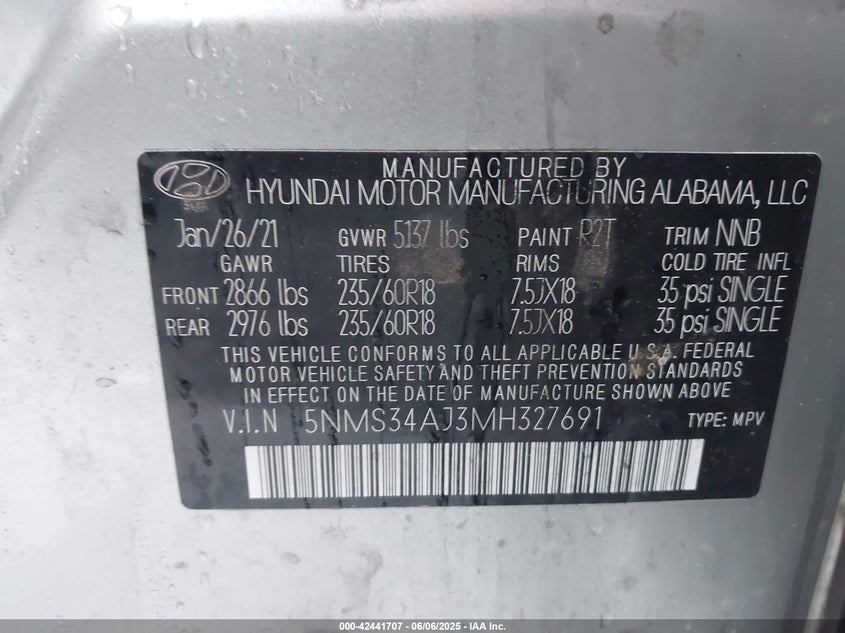 MANUFACTURED BY
HYUNDAI MOTOR MANUFACTURING ALABAMA, LLC
Jan/26/21 GVWR 5137 lbs PAINT R2T TRIM NNB
GAWR TIRES RIMS COLD TIRE INFL
FRONT 2866 lbs 235/60R18 7.5JX18 35 psi SINGLE
REAR 2976 lbs 235/60R18 7.5JX18 35 psi SINGLE
THIS VEHICLE CONFORMS TO ALL APPLICABLE U.S.A. FEDERAL
MOTOR VEHICLE SAFETY AND THEFT PREVENTION STANDARDS
IN EFFECT ON THE DATE OF MANUFACTURE SHOWN ABOVE
V.I.N 5NMS34AJ3MH327691 TYPE: MPV
000-42441707 - 06/06/2025 - IAA Inc.